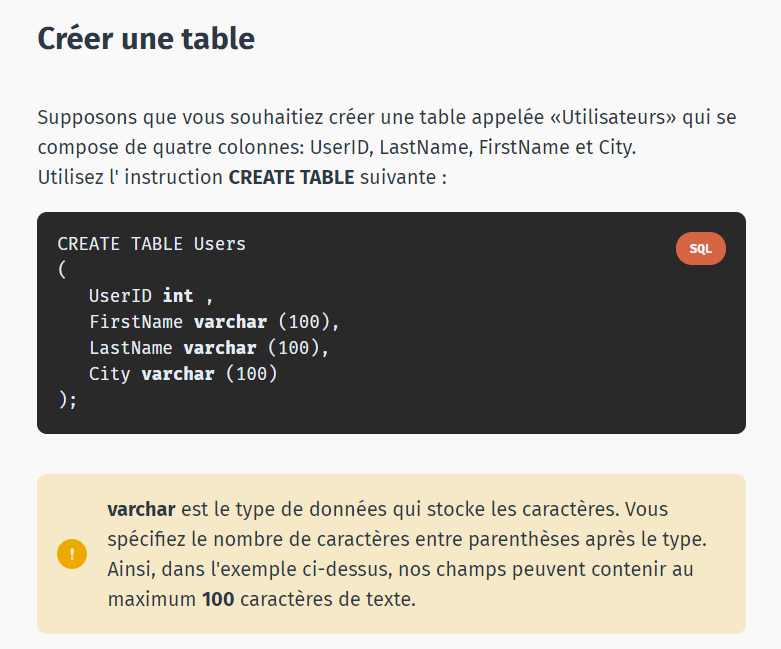 Créer une table
Supposons que vous souhaitiez créer une table appelée «Utilisateurs» qui se
compose de quatre colonnes: UserID, LastName, FirstName et City.
Utilisez l' instruction CREATE TABLE suivante :
CREATE TABLE Users
SQL
(
UserID int ,
FirstName varchar (100),
LastName varchar (100),
City varchar (100)
);
varchar est le type de données qui stocke les caractères. Vous
spécifiez le nombre de caractères entre parenthèses après le type.
!
Ainsi, dans l'exemple ci-dessus, nos champs peuvent contenir au
maximum 100 caractères de texte.